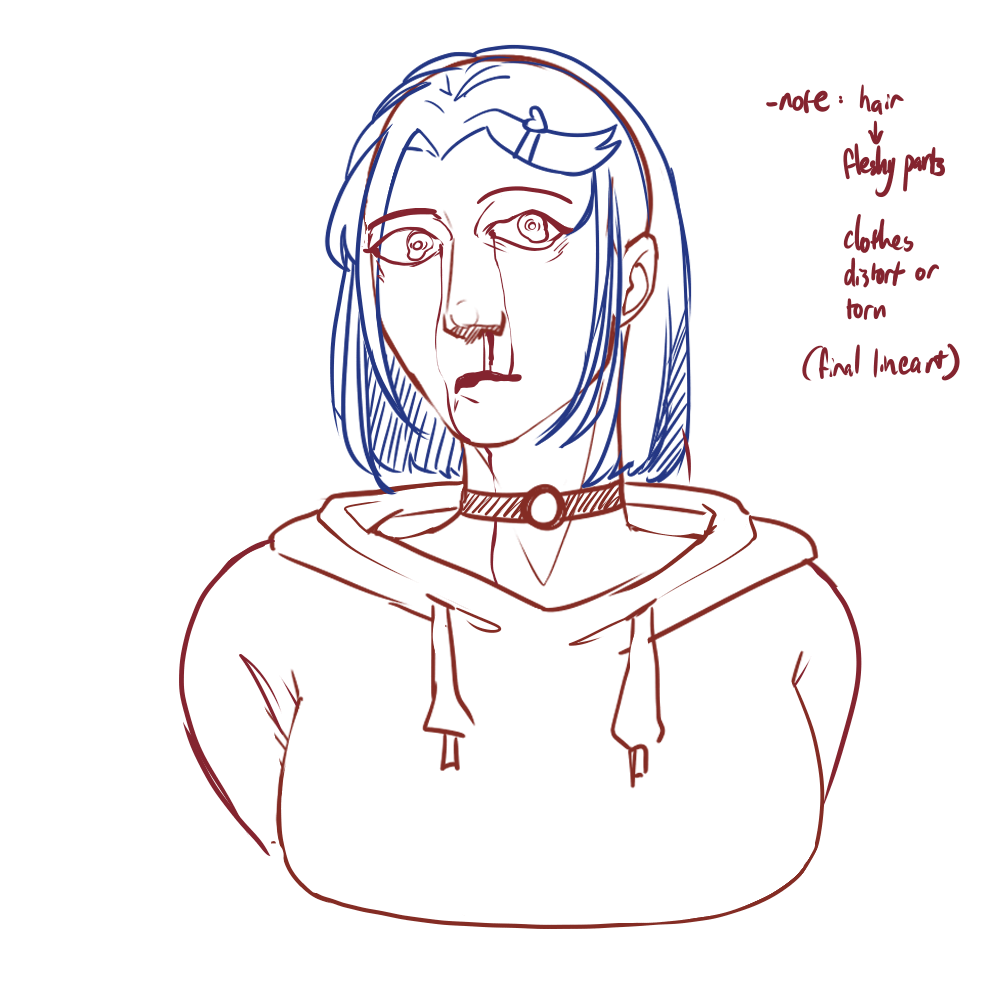 -note: hair
↓
fleshy parts
clothes
distort or
torn
(final lineart)